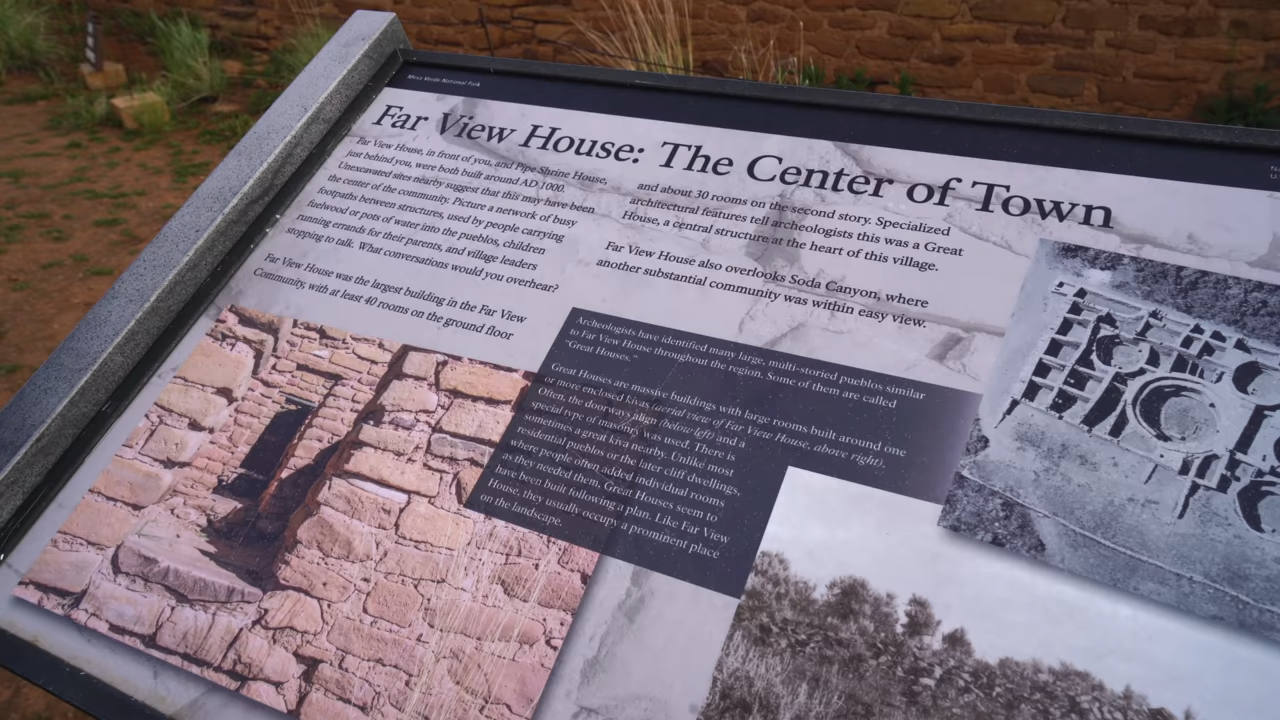 Mesa Verde National Park
Far View House: The Center of Town
Far View House, in front of you, and Pipe Shrine House,
just behind you, were both built around AD 1000.
Unexcavated sites nearby suggest that this may have been
the center of the community. Picture a network of busy
footpaths between structures, used by people carrying
fuelwood or pots of water into the pueblos, children
running errands for their parents, and village leaders
stopping to talk. What conversations would you overhear?
Far View House was the largest building in the Far View
Community, with at least 40 rooms on the ground floor
and about 30 rooms on the second story. Specialized
architectural features tell archeologists this was a Great
House, a central structure at the heart of this village.
Far View House also overlooks Soda Canyon, where
another substantial community was within easy view.
Archeologists have identified many large, multi-storied pueblos similar
to Far View House throughout the region. Some of them are called
“Great Houses.”
Great Houses are massive buildings with large rooms built around one
or more enclosed kivas (aerial view of Far View House, above right).
Often, the doorways align (below left) and a
special type of masonry was used. There is
sometimes a great kiva nearby. Unlike most
residential pueblos or the later cliff dwellings,
where people often added individual rooms
as they needed them, Great Houses seem to
have been built following a plan. Like Far View
House, they usually occupy a prominent place
on the landscape.